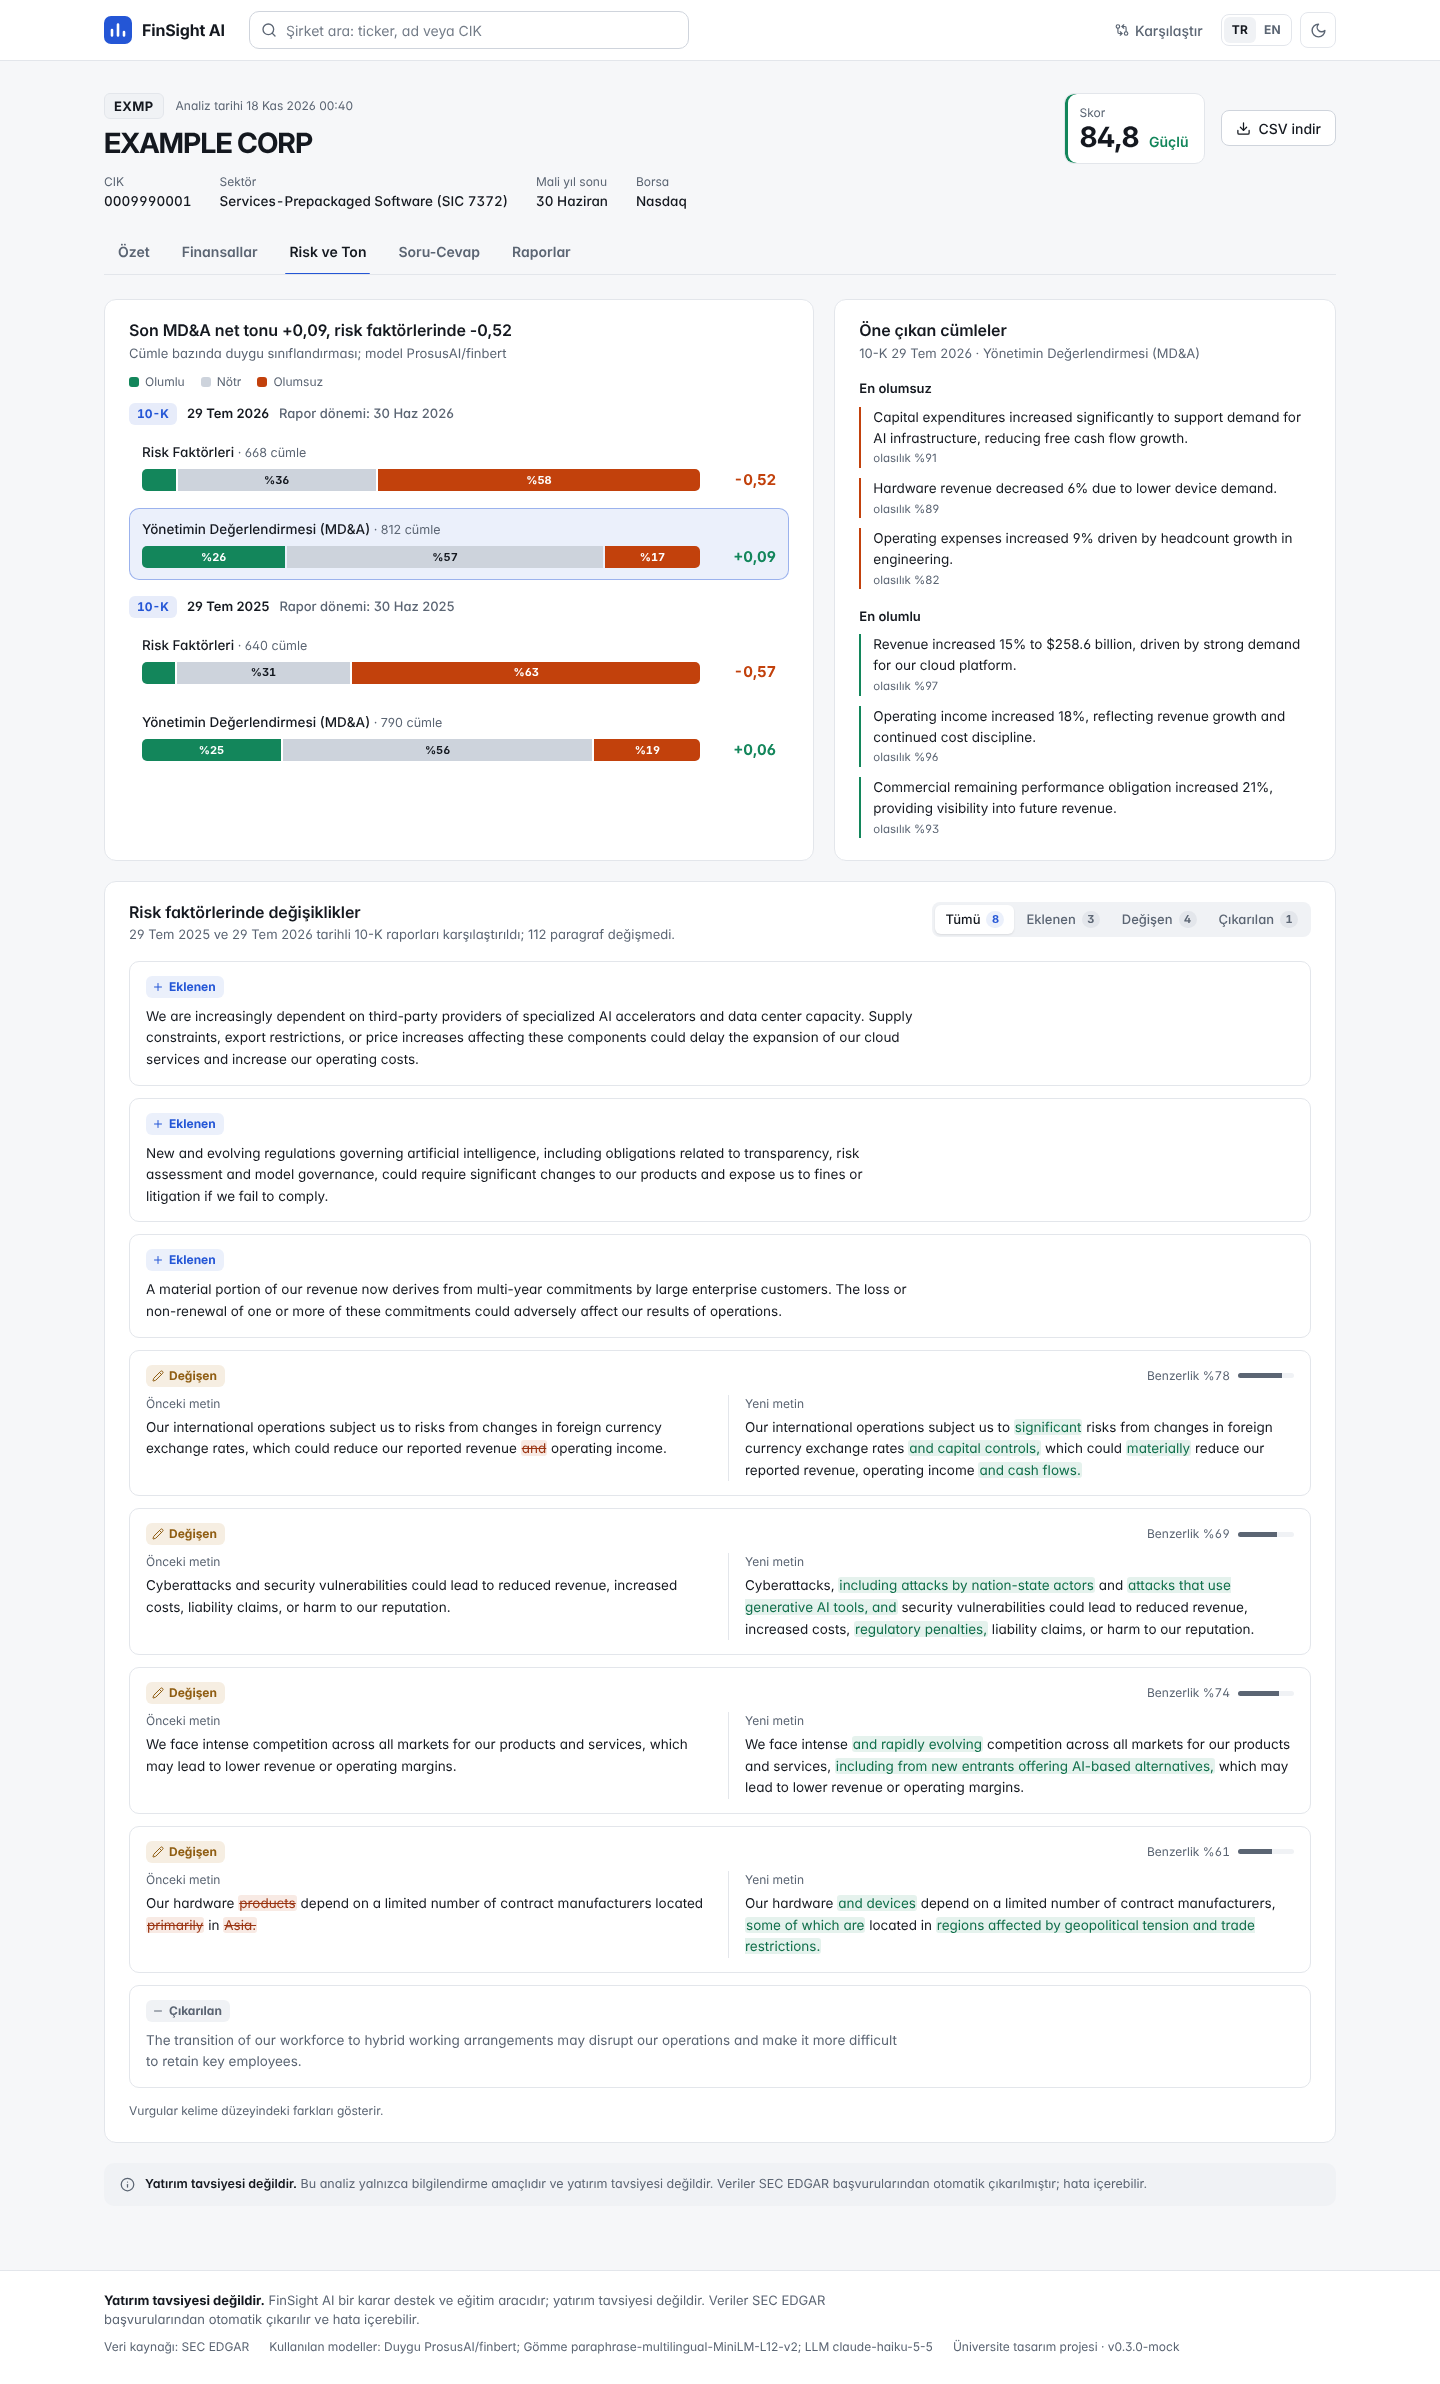 FinSight AI
Şirket ara: ticker, ad veya CIK
Karşılaştır
TR EN
EXMP Analiz tarihi 18 Kas 2026 00:40
EXAMPLE CORP
Skor
84,8 Güçlü
CSV indir
CIK
0009990001
Sektör
Services-Prepackaged Software (SIC 7372)
Mali yıl sonu
30 Haziran
Borsa
Nasdaq
Özet Finansallar Risk ve Ton Soru-Cevap Raporlar
Son MD&A net tonu +0,09, risk faktörlerinde -0,52
Cümle bazında duygu sınıflandırması; model ProsusAI/finbert
Olumlu Nötr Olumsuz
10-K 29 Tem 2026 Rapor dönemi: 30 Haz 2026
Risk Faktörleri · 668 cümle
%36 %58 -0,52
Yönetimin Değerlendirmesi (MD&A) · 812 cümle
%26 %57 %17 +0,09
10-K 29 Tem 2025 Rapor dönemi: 30 Haz 2025
Risk Faktörleri · 640 cümle
%31 %63 -0,57
Yönetimin Değerlendirmesi (MD&A) · 790 cümle
%25 %56 %19 +0,06
Öne çıkan cümleler
10-K 29 Tem 2026 · Yönetimin Değerlendirmesi (MD&A)
En olumsuz
Capital expenditures increased significantly to support demand for
AI infrastructure, reducing free cash flow growth.
olasılık %91
Hardware revenue decreased 6% due to lower device demand.
olasılık %89
Operating expenses increased 9% driven by headcount growth in
engineering.
olasılık %82
En olumlu
Revenue increased 15% to $258.6 billion, driven by strong demand
for our cloud platform.
olasılık %97
Operating income increased 18%, reflecting revenue growth and
continued cost discipline.
olasılık %96
Commercial remaining performance obligation increased 21%,
providing visibility into future revenue.
olasılık %93
Risk faktörlerinde değişiklikler
29 Tem 2025 ve 29 Tem 2026 tarihli 10-K raporları karşılaştırıldı; 112 paragraf değişmedi.
Tümü 8 Eklenen 3 Değişen 4 Çıkarılan 1
+ Eklenen
We are increasingly dependent on third-party providers of specialized AI accelerators and data center capacity. Supply
constraints, export restrictions, or price increases affecting these components could delay the expansion of our cloud
services and increase our operating costs.
+ Eklenen
New and evolving regulations governing artificial intelligence, including obligations related to transparency, risk
assessment and model governance, could require significant changes to our products and expose us to fines or
litigation if we fail to comply.
+ Eklenen
A material portion of our revenue now derives from multi-year commitments by large enterprise customers. The loss or
non-renewal of one or more of these commitments could adversely affect our results of operations.
Değişen
Benzerlik %78
Önceki metin
Our international operations subject us to risks from changes in foreign currency
exchange rates, which could reduce our reported revenue and operating income.
Yeni metin
Our international operations subject us to significant risks from changes in foreign
currency exchange rates and capital controls, which could materially reduce our
reported revenue, operating income and cash flows.
Değişen
Benzerlik %69
Önceki metin
Cyberattacks and security vulnerabilities could lead to reduced revenue, increased
costs, liability claims, or harm to our reputation.
Yeni metin
Cyberattacks, including attacks by nation-state actors and attacks that use
generative AI tools, and security vulnerabilities could lead to reduced revenue,
increased costs, regulatory penalties, liability claims, or harm to our reputation.
Değişen
Benzerlik %74
Önceki metin
We face intense competition across all markets for our products and services, which
may lead to lower revenue or operating margins.
Yeni metin
We face intense and rapidly evolving competition across all markets for our products
and services, including from new entrants offering AI-based alternatives, which may
lead to lower revenue or operating margins.
Değişen
Benzerlik %61
Önceki metin
Our hardware products depend on a limited number of contract manufacturers located
primarily in Asia.
Yeni metin
Our hardware and devices depend on a limited number of contract manufacturers,
some of which are located in regions affected by geopolitical tension and trade
restrictions.
− Çıkarılan
The transition of our workforce to hybrid working arrangements may disrupt our operations and make it more difficult
to retain key employees.
Vurgular kelime düzeyindeki farkları gösterir.
Yatırım tavsiyesi değildir. Bu analiz yalnızca bilgilendirme amaçlıdır ve yatırım tavsiyesi değildir. Veriler SEC EDGAR başvurularından otomatik çıkarılmıştır; hata içerebilir.
Yatırım tavsiyesi değildir. FinSight AI bir karar destek ve eğitim aracıdır; yatırım tavsiyesi değildir. Veriler SEC EDGAR
başvurularından otomatik çıkarılır ve hata içerebilir.
Veri kaynağı: SEC EDGAR Kullanılan modeller: Duygu ProsusAI/finbert; Gömme paraphrase-multilingual-MiniLM-L12-v2; LLM claude-haiku-5-5 Üniversite tasarım projesi · v0.3.0-mock